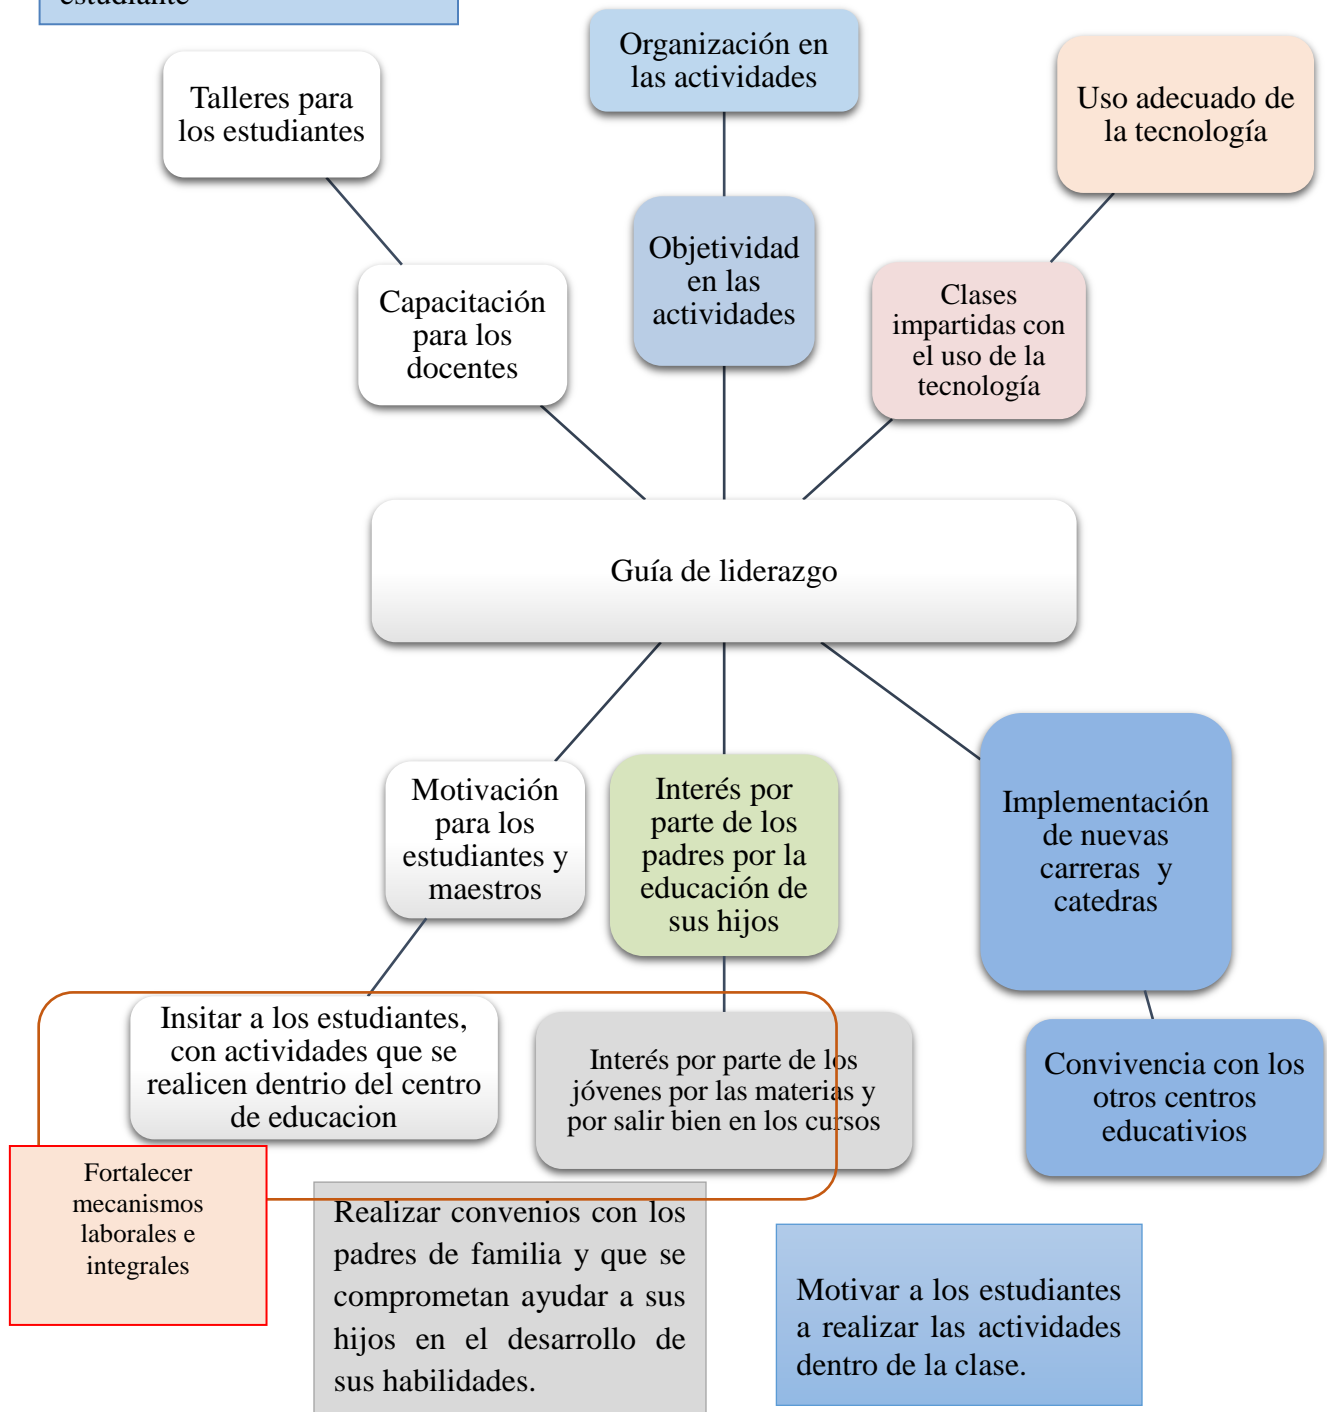 estudiante
Organización en
las actividades
Talleres para
los estudiantes
Uso adecuado de
la tecnología
Objetividad
en las
actividades
Capacitación
para los
docentes
Clases
impartidas con
el uso de la
tecnología
Guía de liderazgo
Motivación
para los
estudiantes y
maestros
Interés por
parte de los
padres por la
educación de
sus hijos
Implementación
de nuevas
carreras  y
catedras
Insitar a los estudiantes,
con actividades que se
realicen dentrio del centro
de educacion
Interés por parte de los
jóvenes por las materias y
por salir bien en los cursos
Convivencia con los
otros centros
educativios
Fortalecer
mecanismos
laborales e
integrales
Realizar convenios con los
padres de familia y que se
comprometan ayudar a sus
hijos en el desarrollo de
sus habilidades.
Motivar a los estudiantes
a realizar las actividades
dentro de la clase.